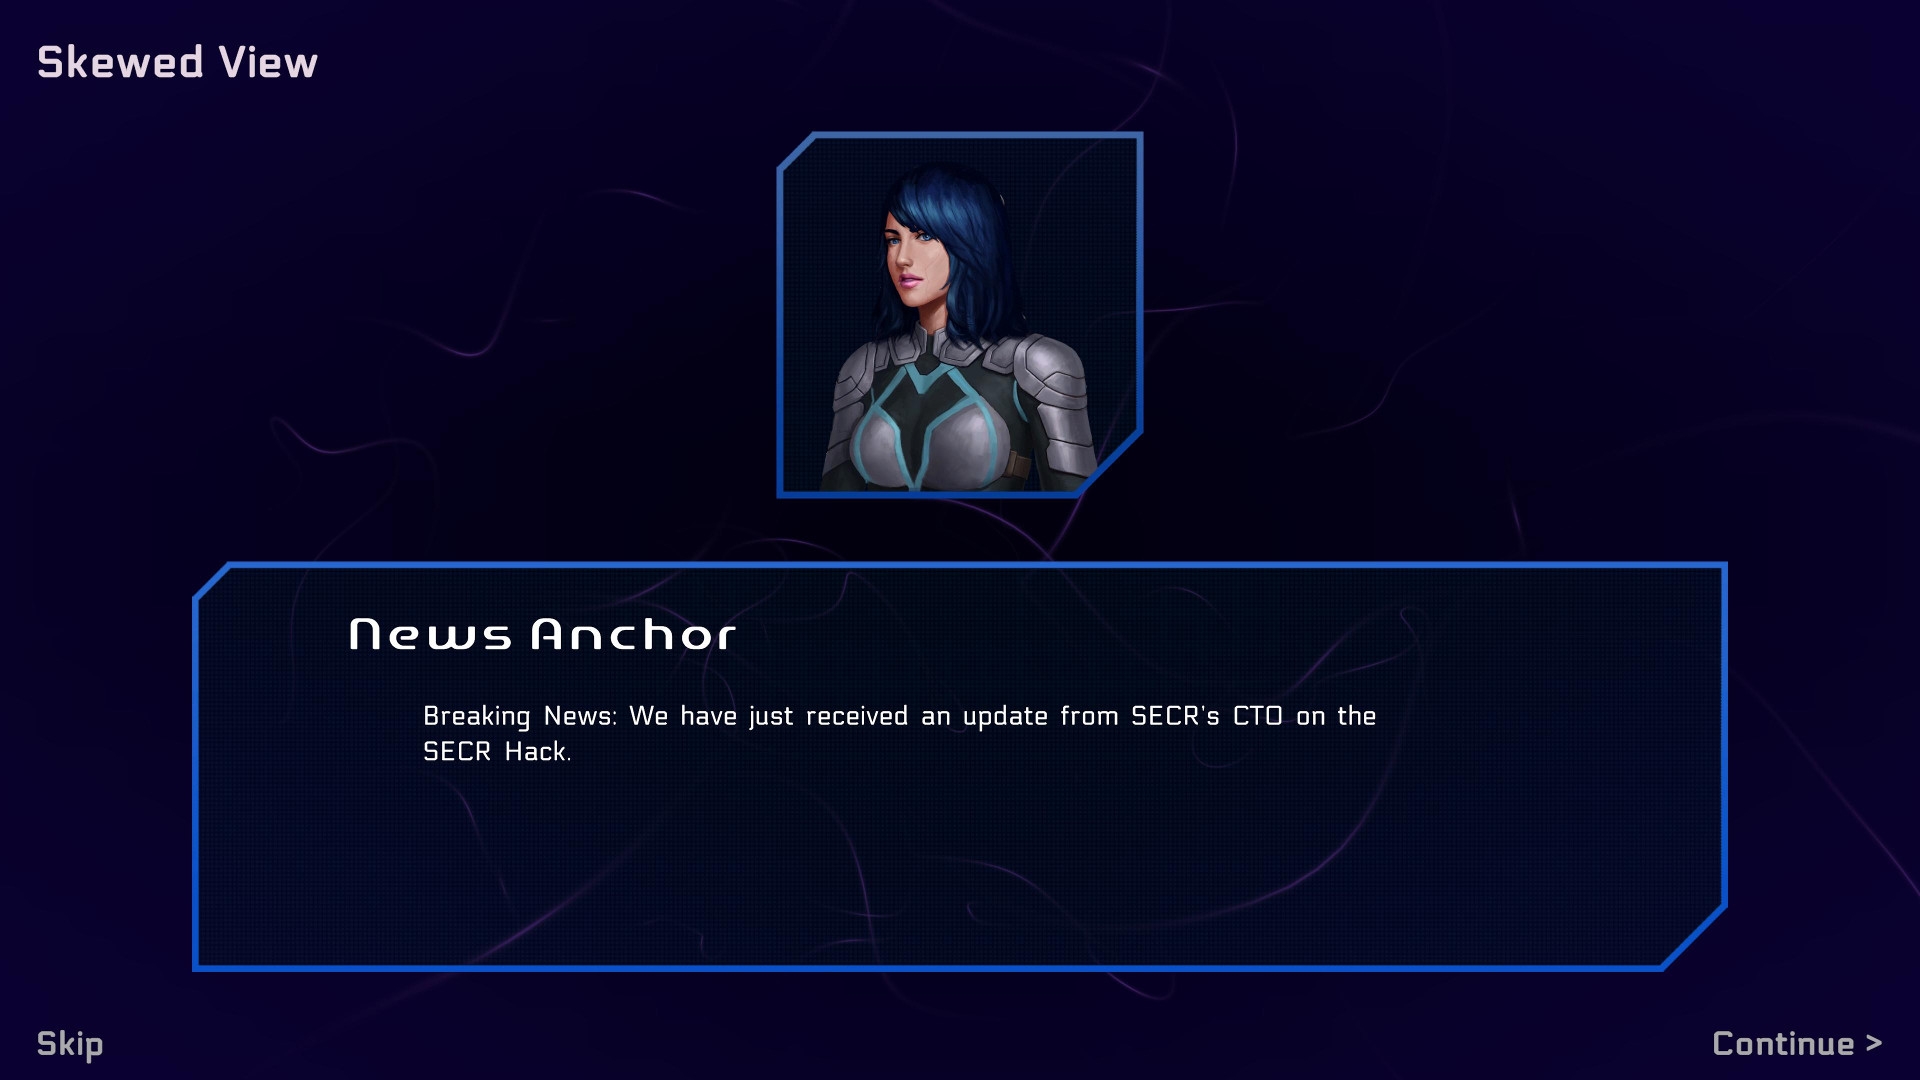 Skewed View
News Anchor
Breaking News: We have just received an update from SECR's CTO on the
SECR Hack.
Skip
Continue >